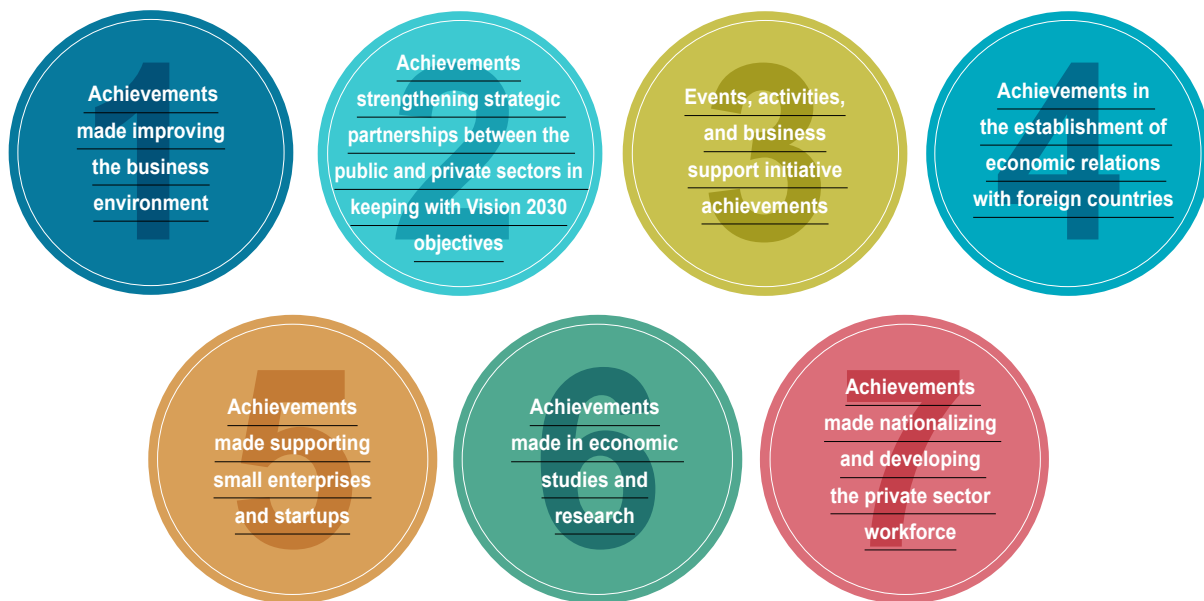 1
Achievements
made improving
the business
environment
2
Achievements
strengthening strategic
partnerships between the
public and private sectors in
keeping with Vision 2030
objectives
3
Events, activities,
and business
support initiative
achievements
4
Achievements in
the establishment of
economic relations
with foreign countries
5
Achievements
made supporting
small enterprises
and startups
6
Achievements
made in economic
studies and
research
7
Achievements
made nationalizing
and developing
the private sector
workforce